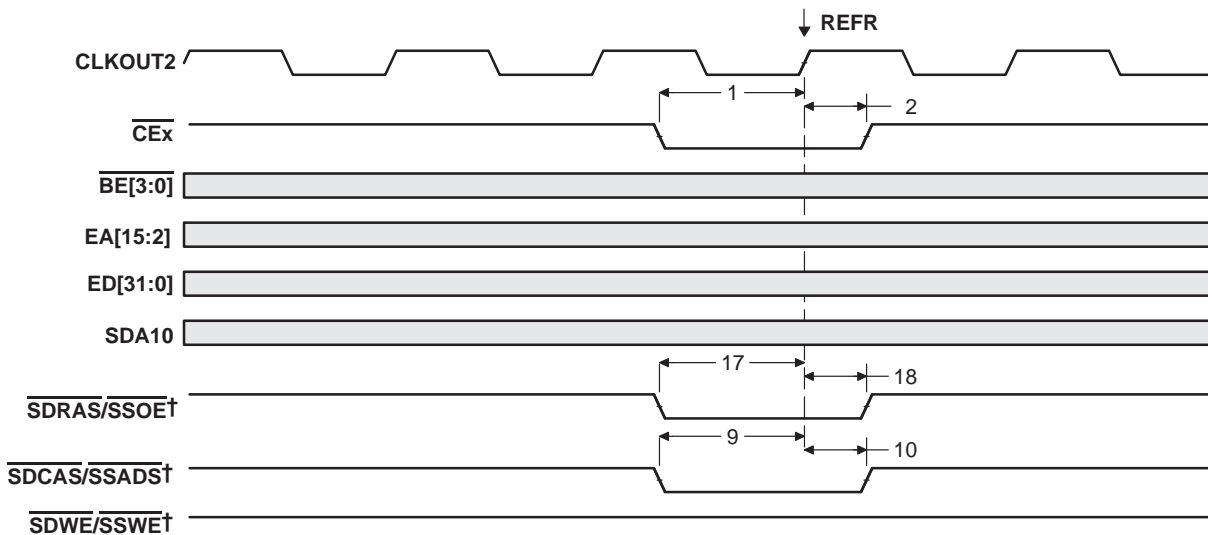 REFR
CLKOUT2
1
2
CEx
BE[3:0]
EA[15:2]
ED[31:0]
SDA10
17
18
SDRAS/SSOE†
9
10
SDCAS/SSADS†
SDWE/SSWE†